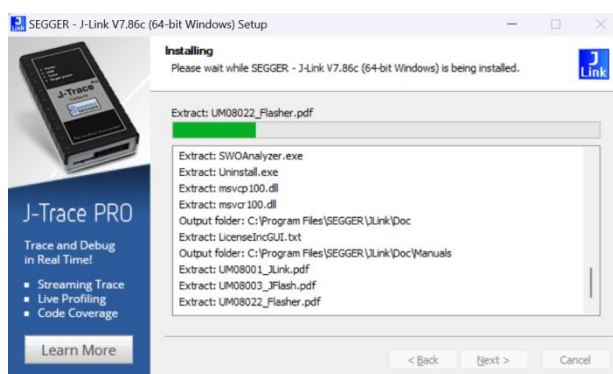 SEGGER - J-Link V7.86c (64-bit Windows) Setup
Installing
Please wait while SEGGER - J-Link V7.86c (64-bit Windows) is being installed.
J
Link
Extract: UM08022_Flasher.pdf
Extract: SWOAnalyzer.exe
Extract: Uninstall.exe
Extract: msvcp100.dll
Extract: msvcr100.dll
Output folder: C:\Program Files\SEGGER\JLink\Doc
Extract: LicenseIncGUI.txt
Output folder: C:\Program Files\SEGGER\JLink\Doc\Manuals
Extract: UM08001_JLink.pdf
Extract: UM08003_JFlash.pdf
Extract: UM08022_Flasher.pdf
J-Trace PRO
SEGGER
J-Trace PRO
Trace and Debug
in Real Time!
Streaming Trace
Live Profiling
Code Coverage
Learn More
< Back
Next >
Cancel